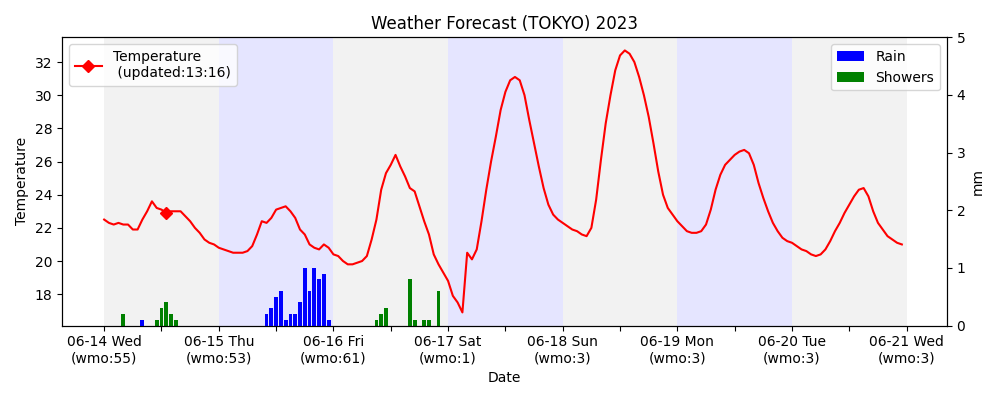 Weather Forecast (TOKYO) 2023
Temperature
(updated:13:16)
Rain
Showers
32
30
28
26
24
22
20
18
Temperature
5
4
3
2
1
0
mm
06-14 Wed 06-15 Thu 06-16 Fri 06-17 Sat 06-18 Sun 06-19 Mon 06-20 Tue 06-21 Wed
(wmo:55) (wmo:53) (wmo:61) (wmo:1) (wmo:3) (wmo:3) (wmo:3) (wmo:3)
Date